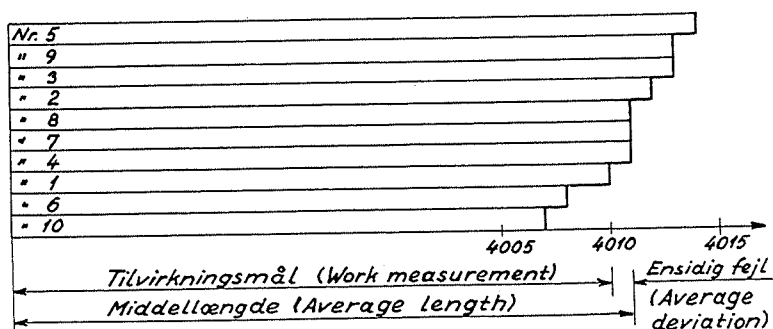 Nr. 5
" 9
" 3
" 2
" 8
" 7
" 4
" 1
" 6
" 10
4005 4010 4015
Tilvirkningsmål (Work measurement)
Ensidig fejl
Middellængde (Average length)
(Average
deviation)